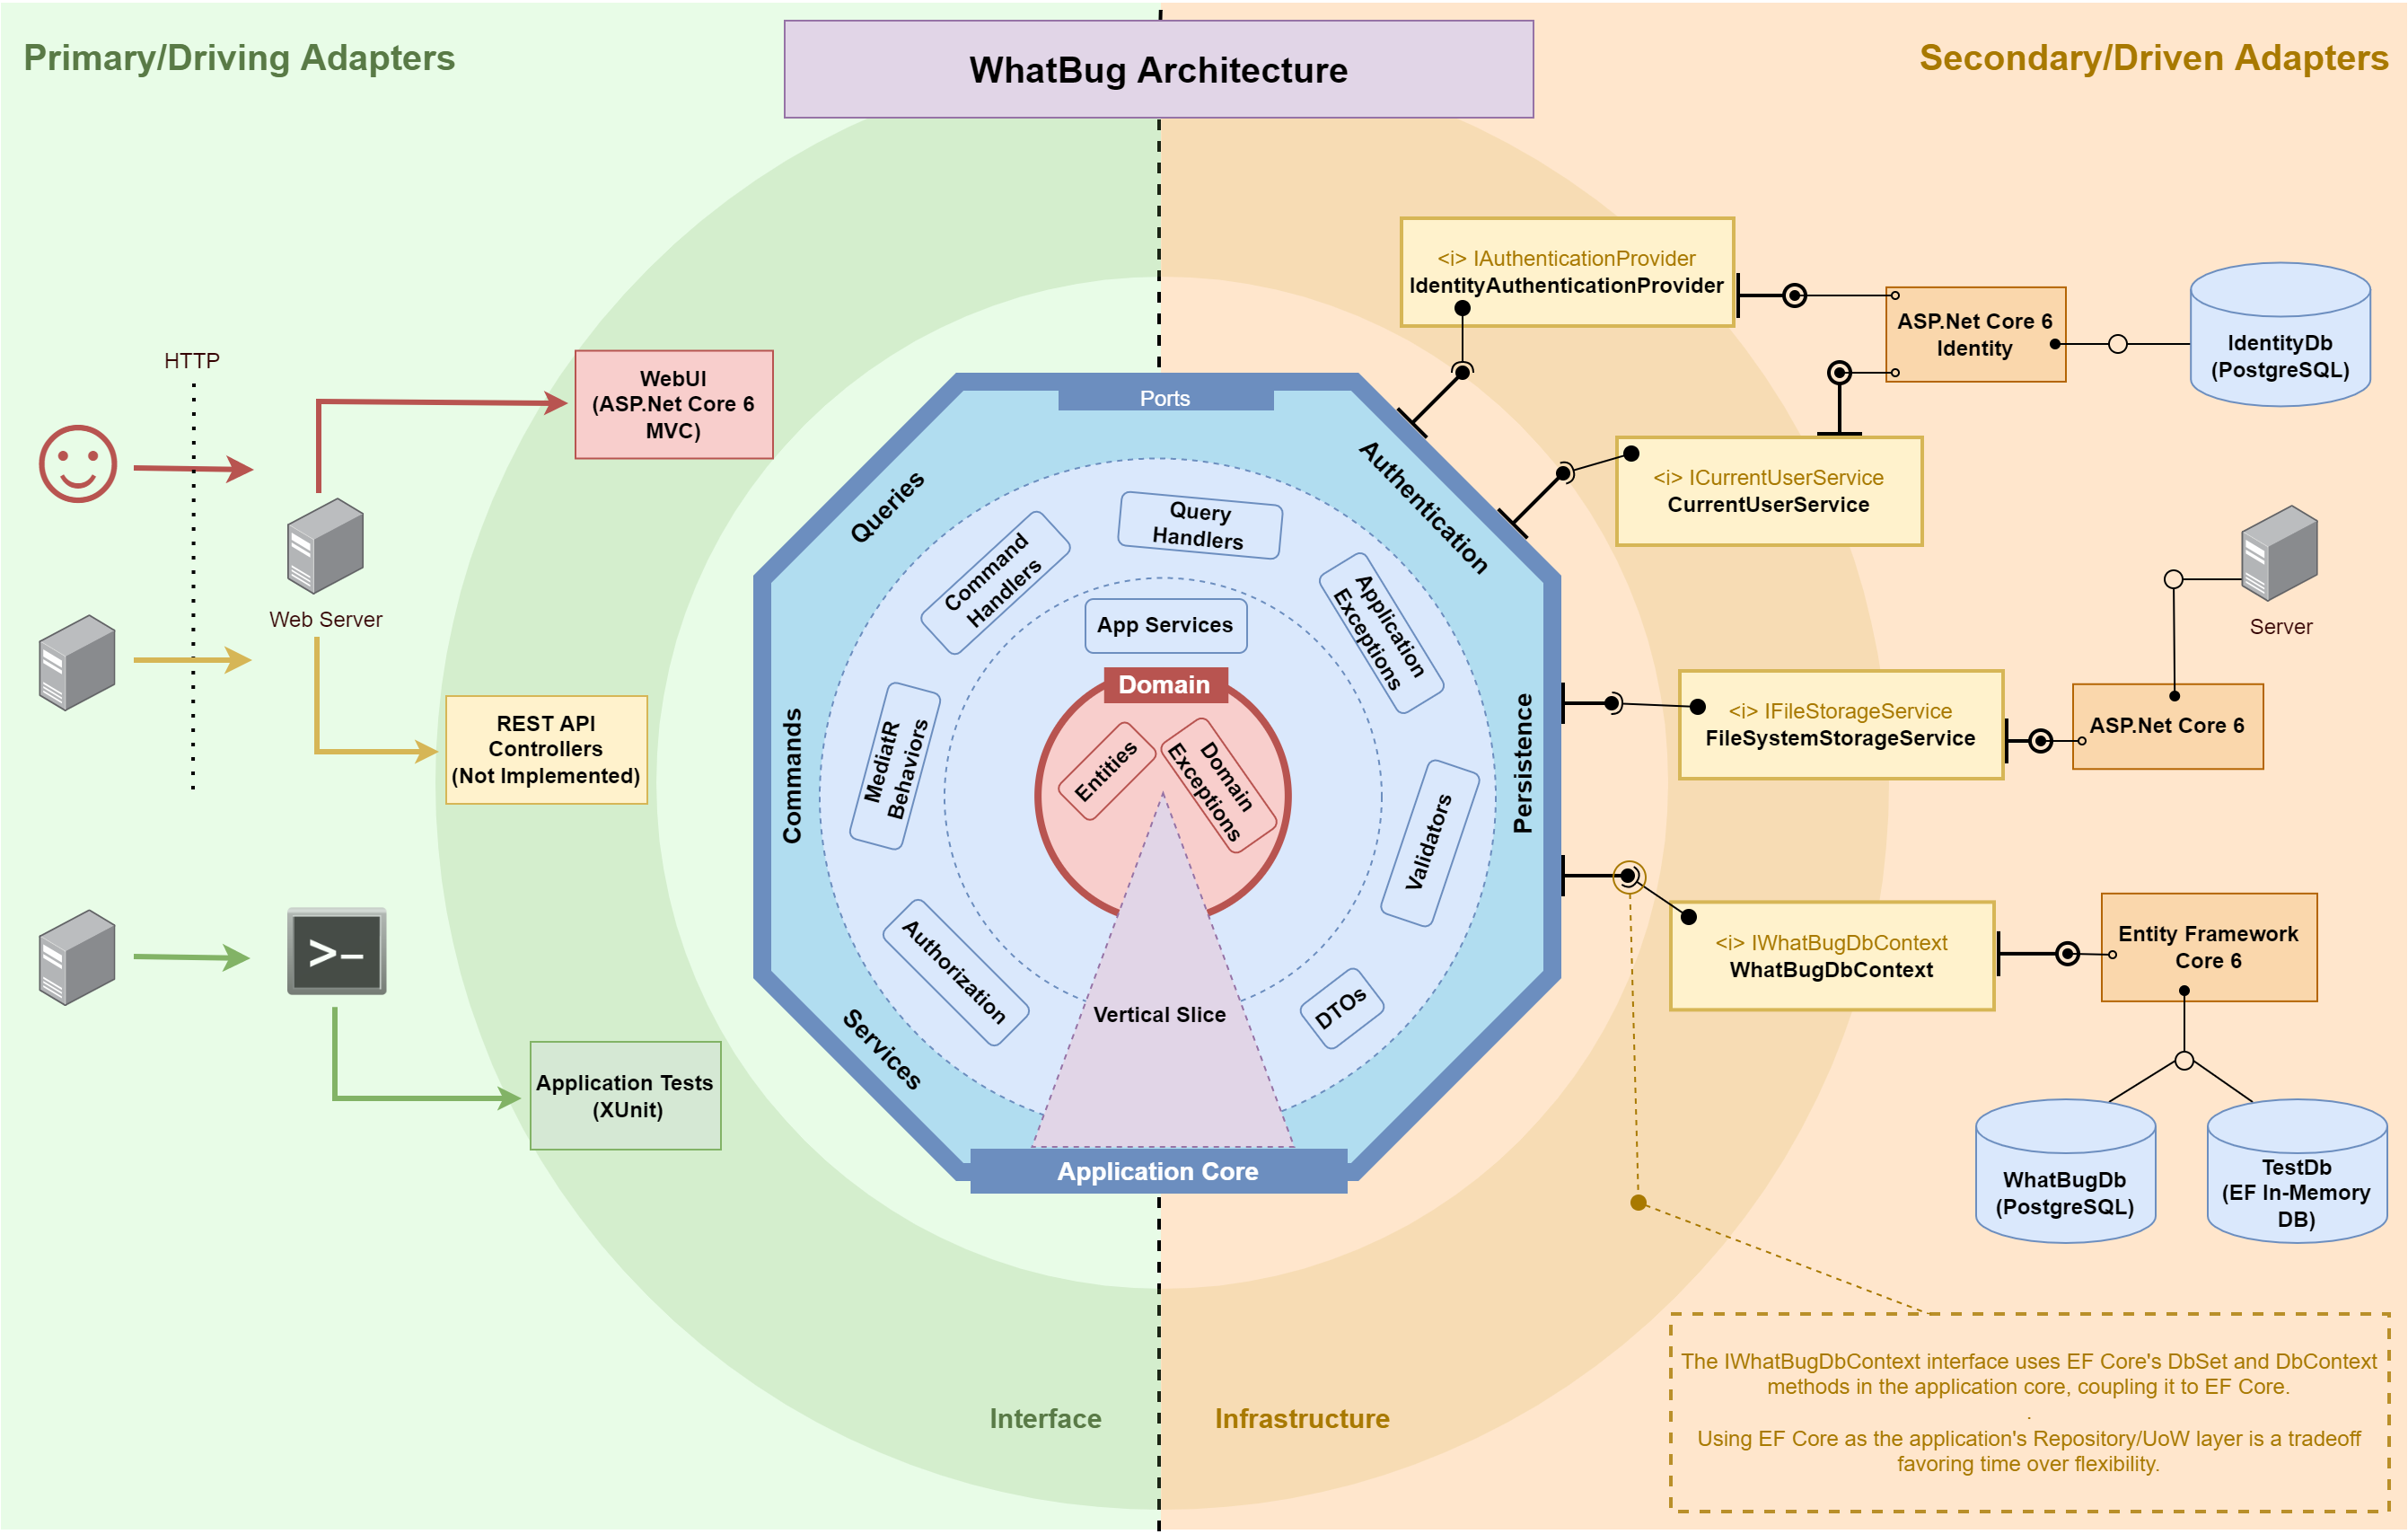 WhatBug Architecture
Primary/Driving Adapters
Secondary/Driven Adapters
HTTP
Web Server
WebUI
(ASP.Net Core 6
MVC)
REST API
Controllers
(Not Implemented)
Application Tests
(XUnit)
Ports
Queries
Commands
Services
Authentication
Persistence
Query
Handlers
Command
Handlers
Application
Exceptions
App Services
MediatR
Behaviors
Validators
Authorization
DTOs
Domain
Entities
Domain
Exceptions
Vertical Slice
Application Core
<i> IAuthenticationProvider
IdentityAuthenticationProvider
ASP.Net Core 6
Identity
IdentityDb
(PostgreSQL)
<i> ICurrentUserService
CurrentUserService
Server
<i> IFileStorageService
FileSystemStorageService
ASP.Net Core 6
<i> IWhatBugDbContext
WhatBugDbContext
Entity Framework
Core 6
WhatBugDb
(PostgreSQL)
TestDb
(EF In-Memory
DB)
Interface
Infrastructure
The IWhatBugDbContext interface uses EF Core's DbSet and DbContext
methods in the application core, coupling it to EF Core.
.
Using EF Core as the application's Repository/UoW layer is a tradeoff
favoring time over flexibility.